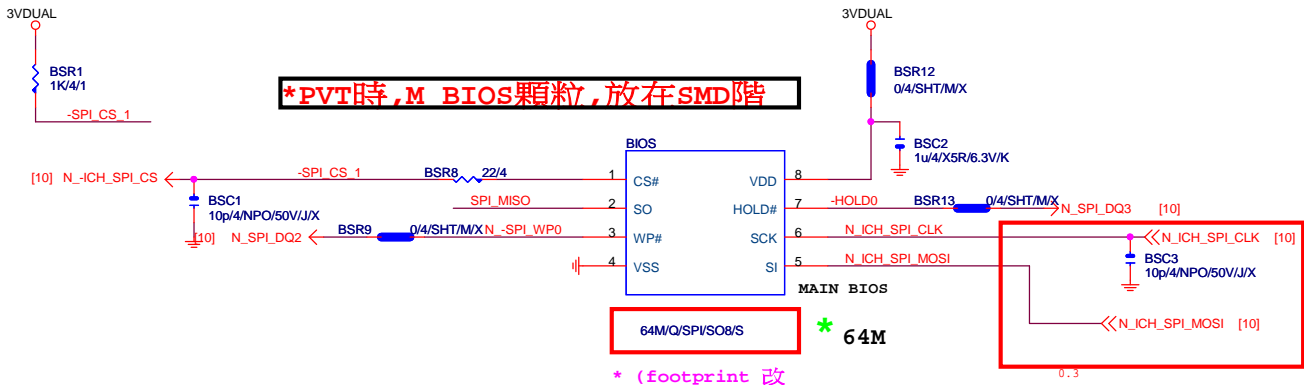 3VDUAL
3VDUAL
BSR1
1K/4/1
BSR12
0/4/SHT/M/X
*PVT時,M BIOS顆粒,放在SMD階
-SPI_CS_1
BSC2
1u/4/X5R/6.3V/K
BIOS
[10] N_-ICH_SPI_CS
-SPI_CS_1
BSR8
22/4
1
CS#
VDD
8
BSC1
10p/4/NPO/50V/J/X
SPI_MISO
2
SO
HOLD#
7
-HOLD0
BSR13
0/4/SHT/M/X
N_SPI_DQ3 [10]
[10] N_SPI_DQ2
BSR9
0/4/SHT/M/X
N_-SPI_WP0
3
WP#
SCK
6
N_ICH_SPI_CLK
N_ICH_SPI_CLK [10]
BSC3
10p/4/NPO/50V/J/X
4
VSS
SI
5
N_ICH_SPI_MOSI
MAIN BIOS
64M/Q/SPI/SO8/S
* 64M
N_ICH_SPI_MOSI [10]
* (footprint 改
0.3